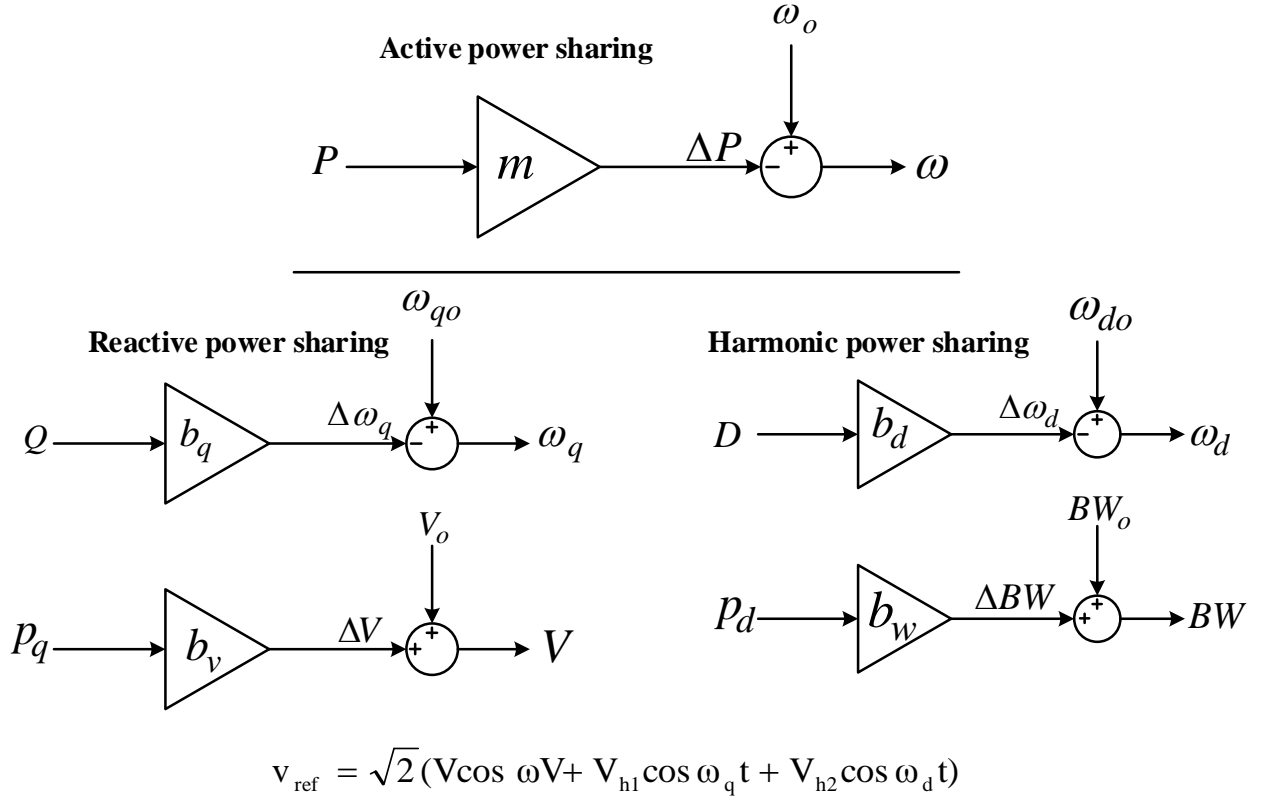 ω_o
Active power sharing
P m ΔP − + ω
ω_qo ω_do
Reactive power sharing Harmonic power sharing
Q b_q Δω_q − + ω_q
D b_d Δω_d − + ω_d
V_o BW_o
p_q b_v ΔV + + V
p_d b_w ΔBW + + BW
v_ref = √2(Vcos ωV+ V_h1 cos ω_q t + V_h2 cos ω_d t)